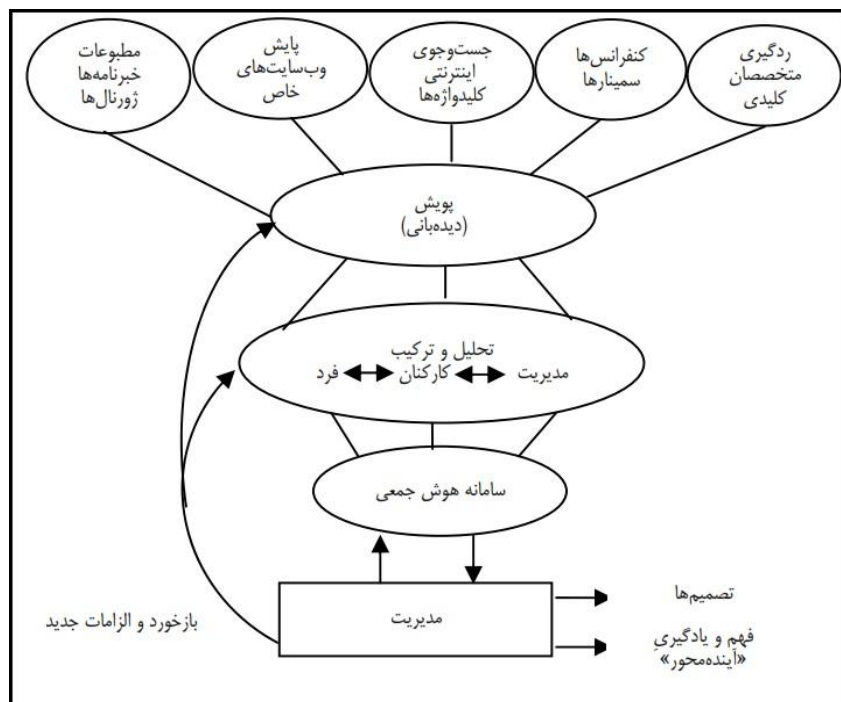 ردگیری
متخصصان
کلیدی
کنفرانس‌ها
سمینارها
جست‌وجوی
اینترنتی
کلیدواژه‌ها
پایش
وب‌سایت‌های
خاص
مطبوعات
خبرنامه‌ها
ژورنال‌ها
پویش
(دیده‌بانی)
تحلیل و ترکیب
مدیریت کارکنان فرد
سامانه هوش جمعی
مدیریت
تصمیم‌ها
فهم و یادگیریِ
«آینده‌محور»
بازخورد و الزامات جدید